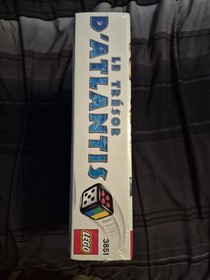 LE TRÉSOR
D'ATLANTIS
LEGO
3851